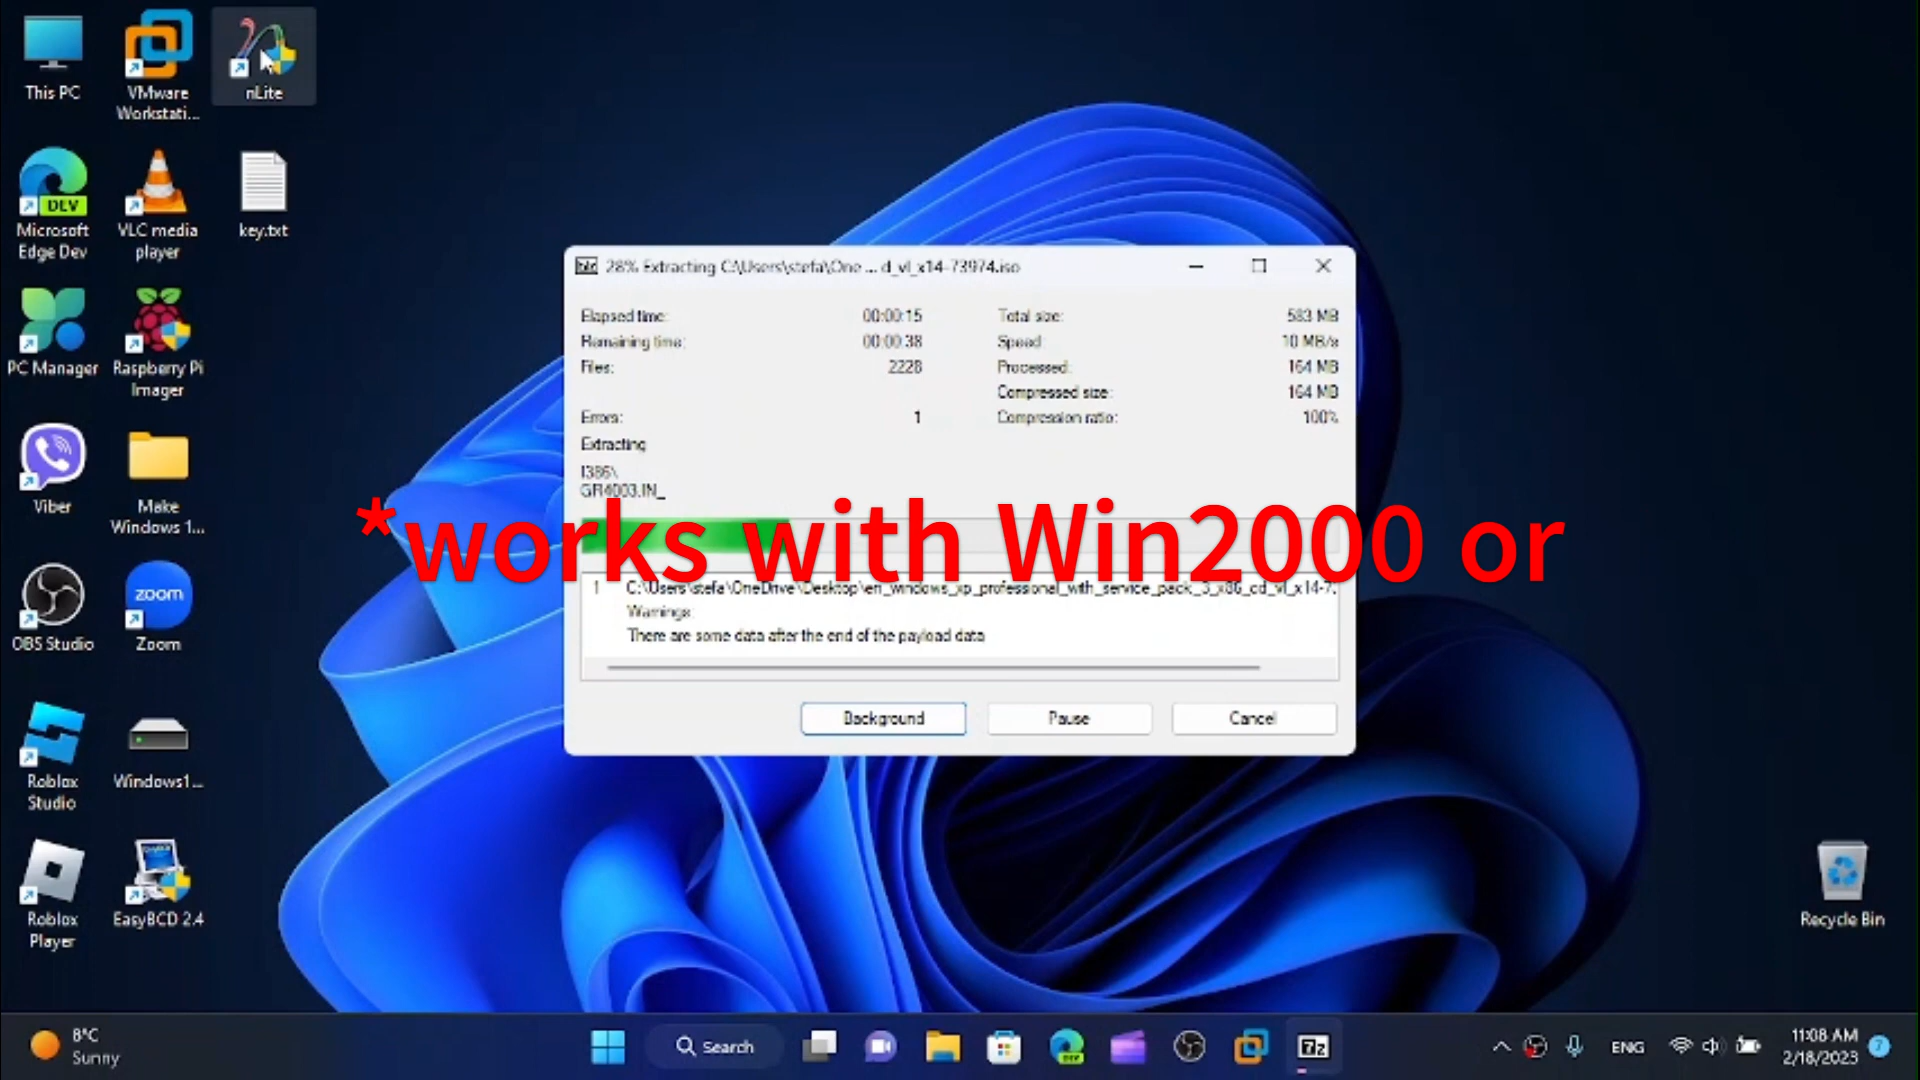 This PC
VMware
Workstati...
nLite
Microsoft
Edge Dev
DEV
VLC media
player
key.txt
PC Manager
Raspberry Pi
Imager
Viber
Make
Windows 1...
OBS Studio
zoom
Zoom
Roblox
Studio
Windows1...
Roblox
Player
EasyBCD 2.4
Recycle Bin
28% Extracting C:\Users\stefa\One ... d_vl_x14-73974.iso
Elapsed time: 00:00:15
Total size: 583 MB
Remaining time: 00:00:38
Speed: 10 MB/s
Files: 2228
Processed: 164 MB
Compressed size: 164 MB
Errors: 1
Compression ratio: 100%
Extracting
I386\
*works with Win2000 or
1 C:\Users\stefa\OneDrive\Desktop\en_windows_xp_professional_with_service_pack_3_x86_cd_vl_x14-7
Warnings:
There are some data after the end of the payload data
Background
Pause
Cancel
8°C
Sunny
Search
ENG
11:08 AM
2/18/2023
7